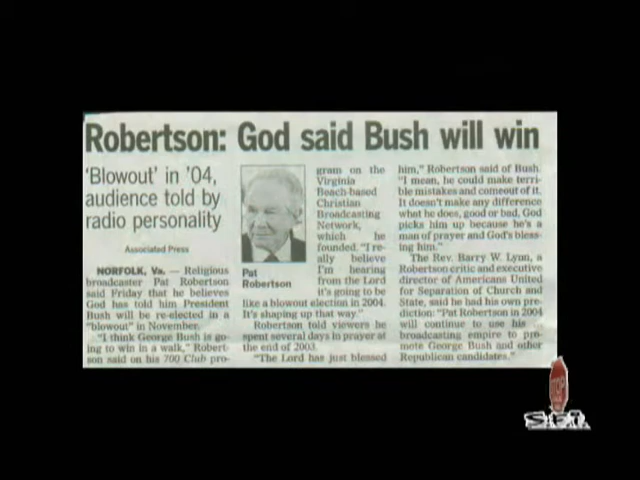 Robertson: God said Bush will win
'Blowout' in '04,
audience told by
radio personality
Associated Press
NORFOLK, Va. — Religious
broadcaster Pat Robertson
said Friday that he believes
God has told him President
Bush will be re-elected in a
"blowout" in November.
"I think George Bush is go-
ing to win in a walk," Robert-
son said on his 700 Club pro-
Pat
Robertson
gram on the
Virginia
Beach-based
Christian
Broadcasting
Network,
which he
founded. "I re-
ally believe
I'm hearing
from the Lord
it's going to be
like a blowout election in 2004.
It's shaping up that way."
Robertson told viewers he
spent several days in prayer at
the end of 2003.
"The Lord has just blessed
him," Robertson said of Bush.
"I mean, he could make terri-
ble mistakes and comeout of it.
It doesn't make any difference
what he does, good or bad, God
picks him up because he's a
man of prayer and God's bless-
ing him."
The Rev. Barry W. Lynn, a
Robertson critic and executive
director of Americans United
for Separation of Church and
State, said he had his own pre-
diction: "Pat Robertson in 2004
will continue to use his
broadcasting empire to pro-
mote George Bush and other
Republican candidates."
S.F.T.